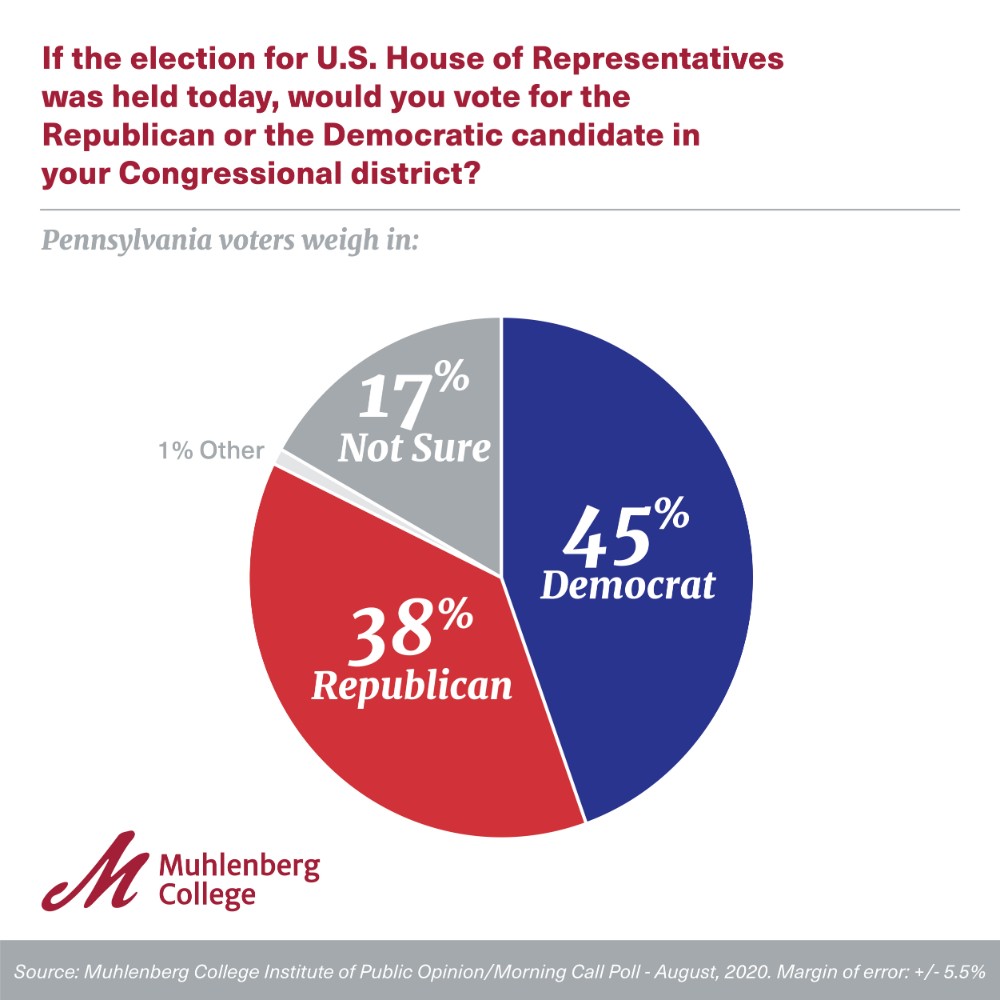 If the election for U.S. House of Representatives
was held today, would you vote for the
Republican or the Democratic candidate in
your Congressional district?
Pennsylvania voters weigh in:
17%
Not Sure
1% Other
45%
Democrat
38%
Republican
Muhlenberg
College
Source: Muhlenberg College Institute of Public Opinion/Morning Call Poll - August, 2020. Margin of error: +/- 5.5%